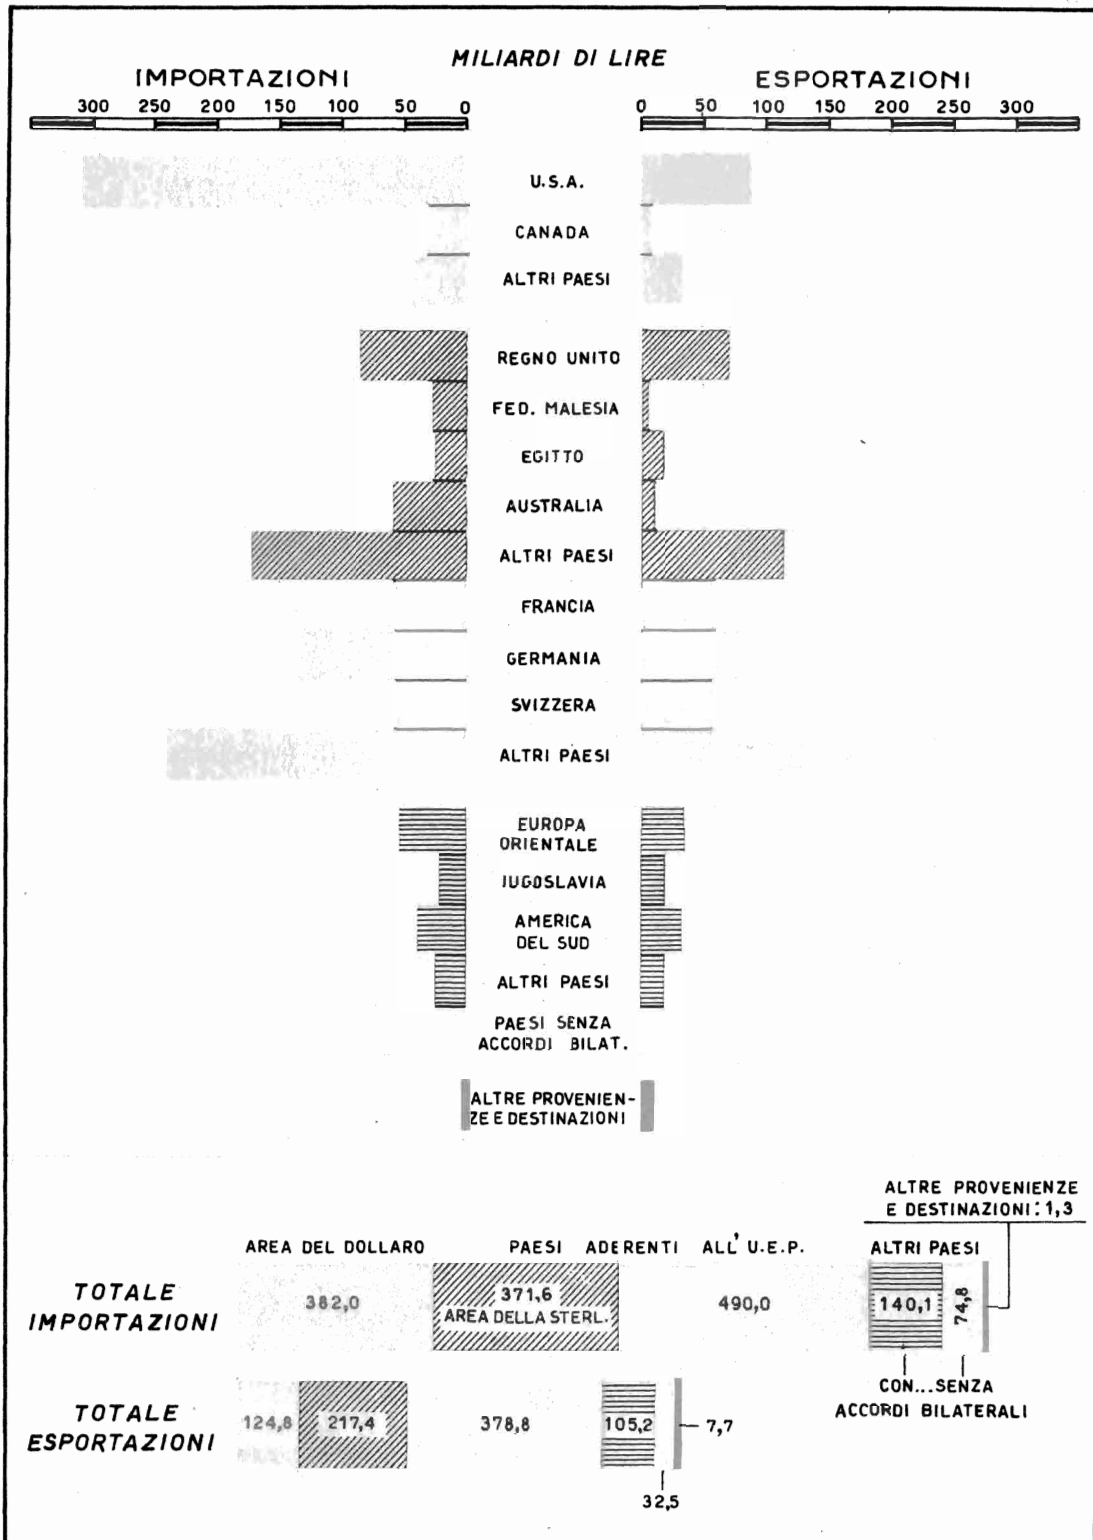 MILIARDI DI LIRE
IMPORTAZIONI
ESPORTAZIONI
300 250 200 150 100 50 0
0 50 100 150 200 250 300
U.S.A.
CANADA
ALTRI PAESI
REGNO UNITO
FED. MALESIA
EGITTO
AUSTRALIA
ALTRI PAESI
FRANCIA
GERMANIA
SVIZZERA
ALTRI PAESI
EUROPA
ORIENTALE
JUGOSLAVIA
AMERICA
DEL SUD
ALTRI PAESI
PAESI SENZA
ACCORDI BILAT.
ALTRE PROVENIEN-
ZE E DESTINAZIONI
ALTRE PROVENIENZE
E DESTINAZIONI: 1,3
AREA DEL DOLLARO
PAESI ADERENTI ALL'U.E.P.
ALTRI PAESI
TOTALE
IMPORTAZIONI
382,0
371,6
AREA DELLA STERL.
490,0
140,1
74,8
CON...SENZA
ACCORDI BILATERALI
TOTALE
ESPORTAZIONI
124,8
217,4
378,8
105,2
7,7
32,5